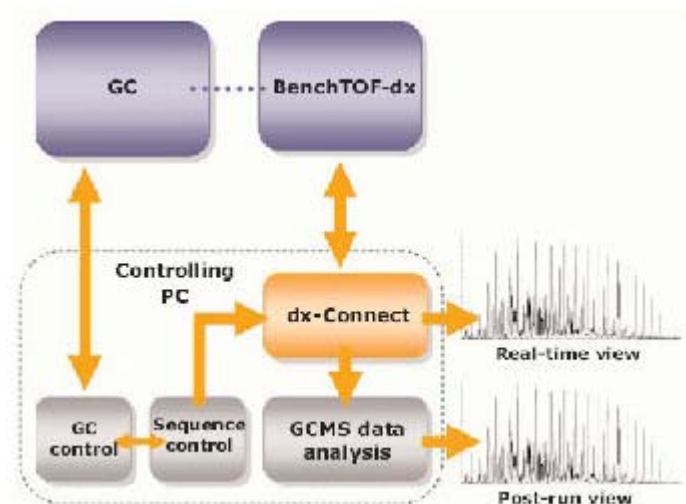 GC
BenchTOF-dx
Controlling
PC
dx-Connect
Real-time view
GC
control
Sequence
control
GCMS data
analysis
Post-run view